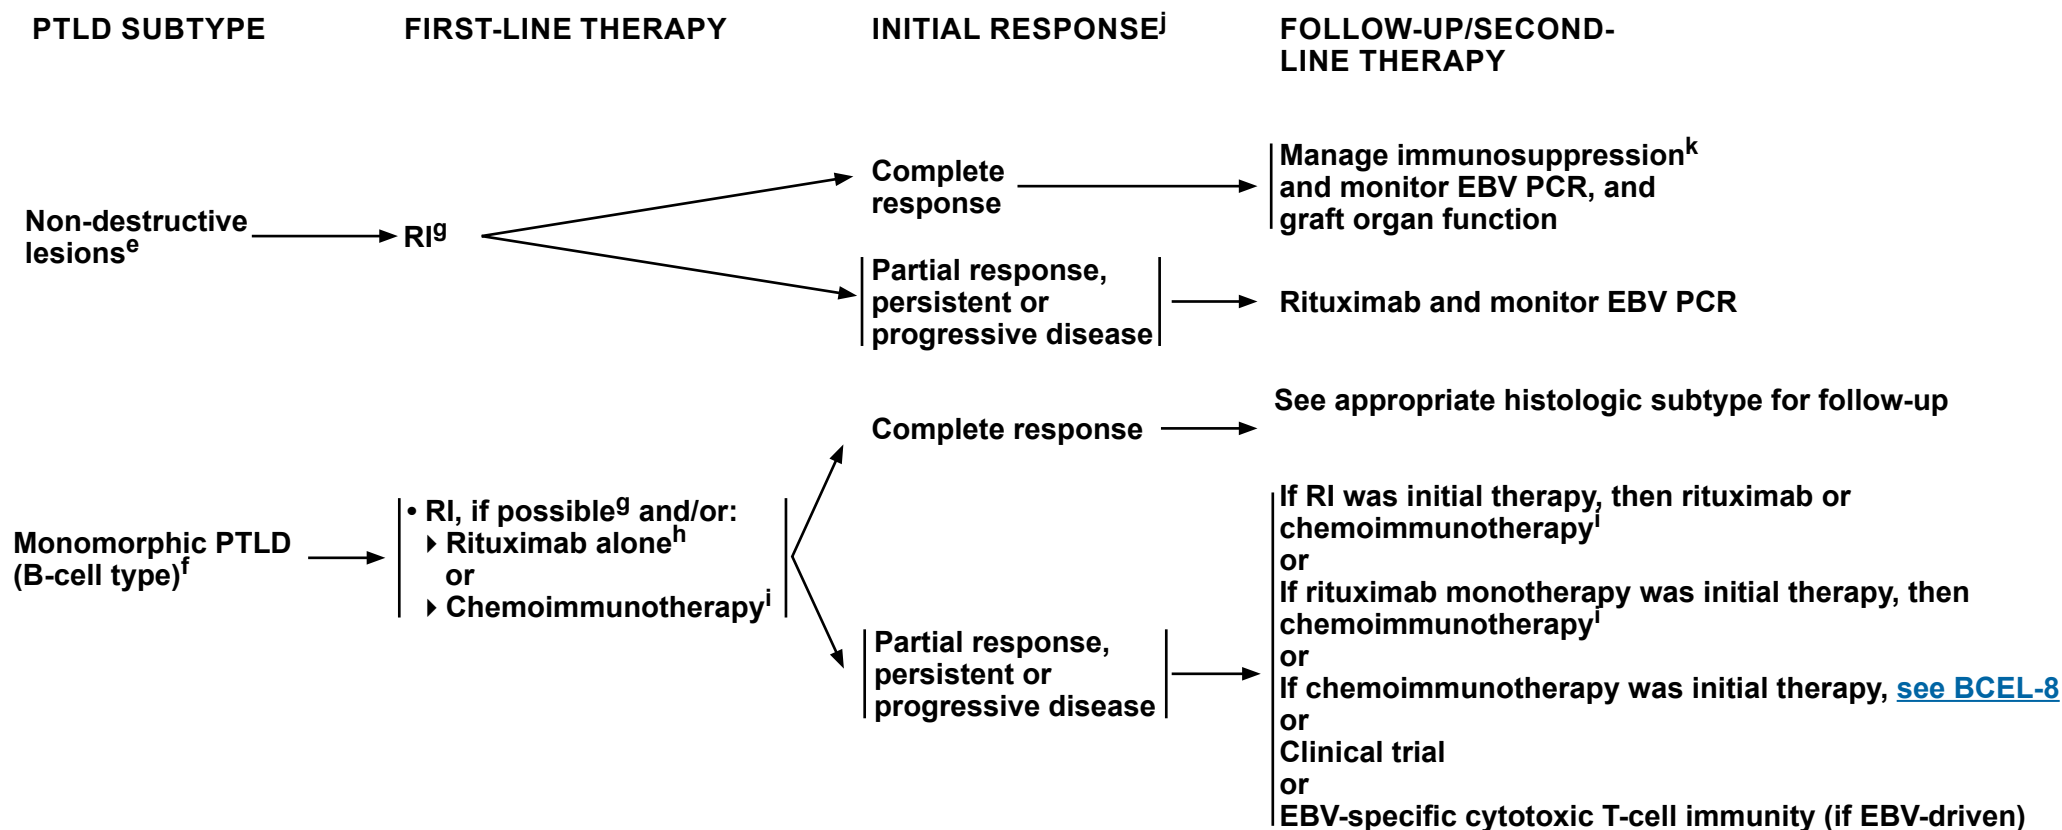 PTLD SUBTYPE
FIRST-LINE THERAPY
INITIAL RESPONSEj
FOLLOW-UP/SECOND-
LINE THERAPY
Non-destructive
lesionse
RIg
Complete
response
Manage immunosuppressionk
and monitor EBV PCR, and
graft organ function
Partial response,
persistent or
progressive disease
Rituximab and monitor EBV PCR
Monomorphic PTLD
(B-cell type)f
• RI, if possibleg and/or:
Rituximab aloneh
or
Chemoimmunotherapyi
Complete response
See appropriate histologic subtype for follow-up
Partial response,
persistent or
progressive disease
If RI was initial therapy, then rituximab or
chemoimmunotherapyi
or
If rituximab monotherapy was initial therapy, then
chemoimmunotherapyi
or
If chemoimmunotherapy was initial therapy, see BCEL-8
or
Clinical trial
or
EBV-specific cytotoxic T-cell immunity (if EBV-driven)